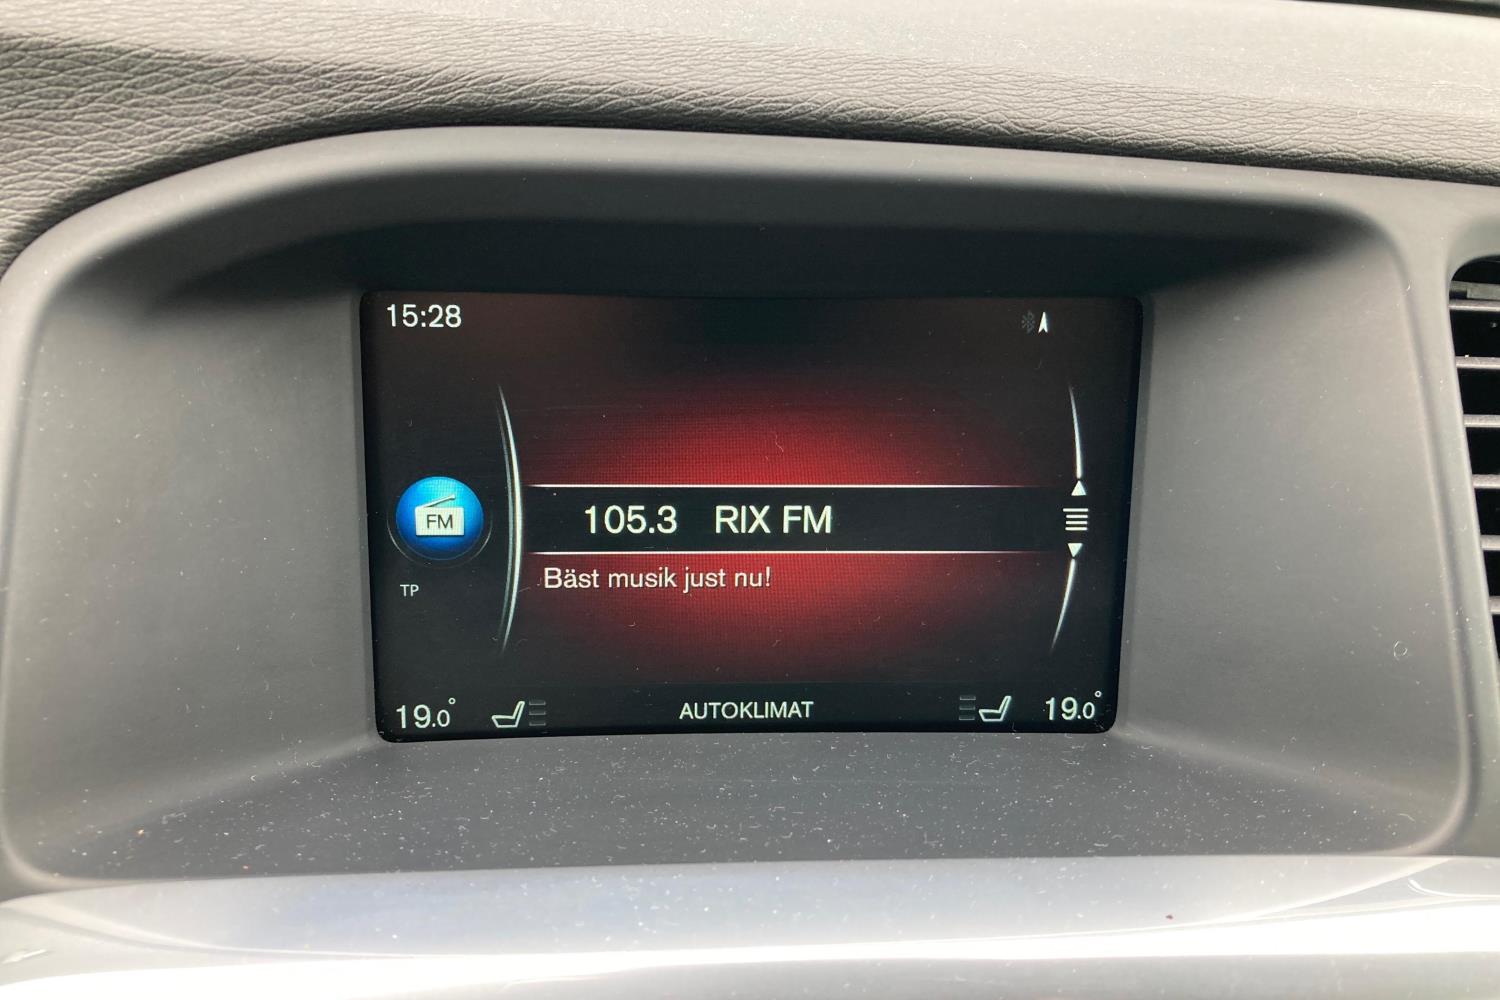 15:28
FM
105.3 RIX FM
Bäst musik just nu!
TP
19.0° AUTOKLIMAT 19.0°